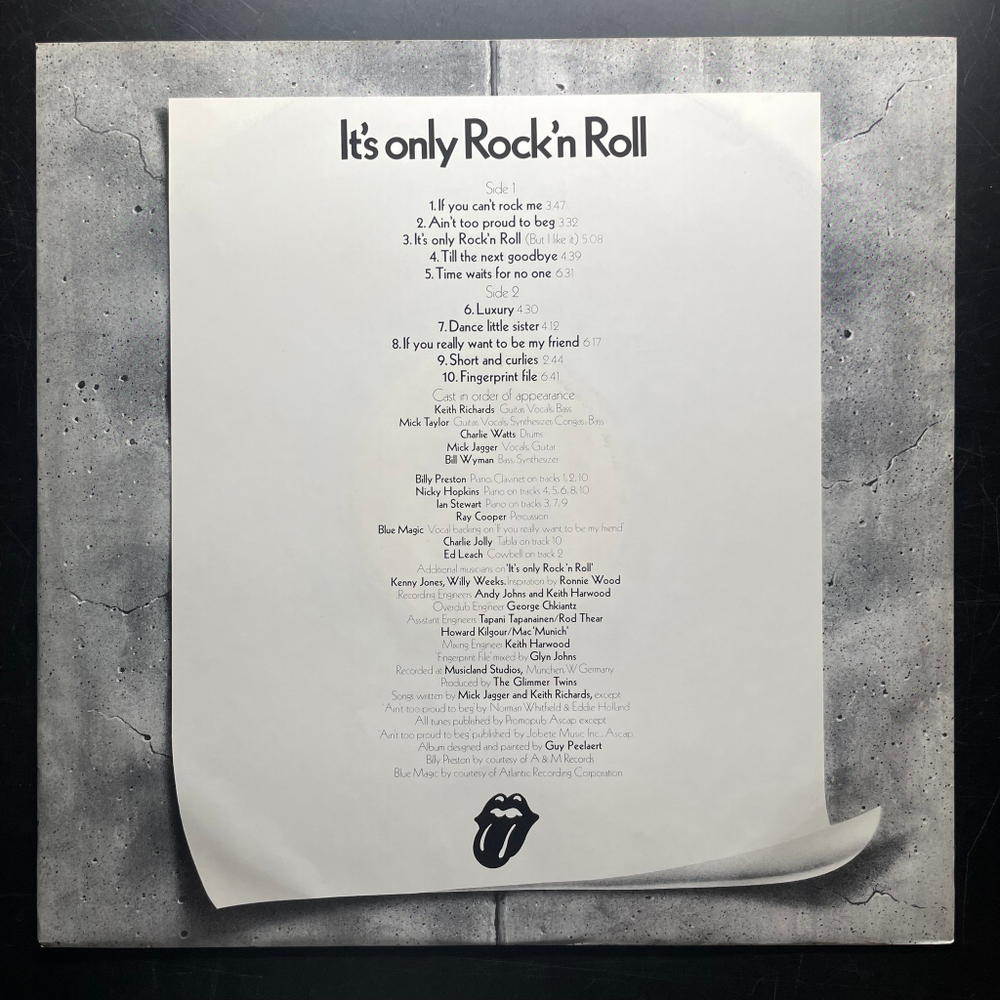 It's only Rock'n Roll
Side 1
1. If you can't rock me 3.47
2. Ain't too proud to beg 3.32
3. It's only Rock'n Roll (But I like it) 5.08
4. Till the next goodbye 4.39
5. Time waits for no one 6.31
Side 2
6. Luxury 4.30
7. Dance little sister 4.12
8. If you really want to be my friend 6.17
9. Short and curlies 2.44
10. Fingerprint file 6.41
Cast in order of appearance
Keith Richards Guitar, Vocals, Bass
Mick Taylor Guitar, Vocals, Synthesizer, Congas, Bass
Charlie Watts Drums
Mick Jagger Vocals, Guitar
Bill Wyman Bass, Synthesizer
Billy Preston Piano, Clavinet on tracks 1, 2, 10
Nicky Hopkins Piano on tracks 4, 5, 6, 8, 10
Ian Stewart Piano on tracks 3, 7, 9
Ray Cooper Percussion
Blue Magic Vocal backing on 'If you really want to be my friend'
Charlie Jolly Tabla on track 10
Ed Leach Cowbell on track 2
Additional musicians on 'It's only Rock 'n Roll'
Kenny Jones, Willy Weeks. Inspiration by Ronnie Wood
Recording Engineers Andy Johns and Keith Harwood
Overdub Engineer George Chkiantz
Assistant Engineers Tapani Tapanainen/Rod Thear
Howard Kilgour/Mac 'Munich'
Mixing Engineer Keith Harwood
'Fingerprint File' mixed by Glyn Johns
Recorded at Musicland Studios, München, W. Germany
Produced by The Glimmer Twins
Songs written by Mick Jagger and Keith Richards, except
'Ain't too proud to beg' by Norman Whitfield & Eddie Holland
All tunes published by Promopub Ascap except
'Ain't too proud to beg' published by Jobete Music Inc., Ascap.
Album designed and painted by Guy Peelaert
Billy Preston by courtesy of A & M Records
Blue Magic by courtesy of Atlantic Recording Corporation